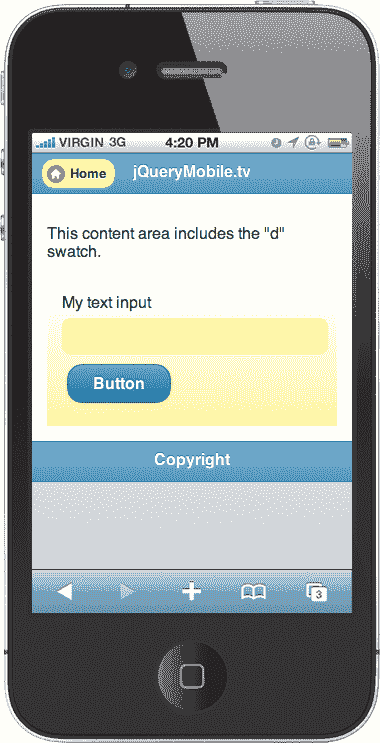 VIRGIN 3G 4:20 PM
Home jQueryMobile.tv
This content area includes the "d"
swatch.
My text input
Button
Copyright
3